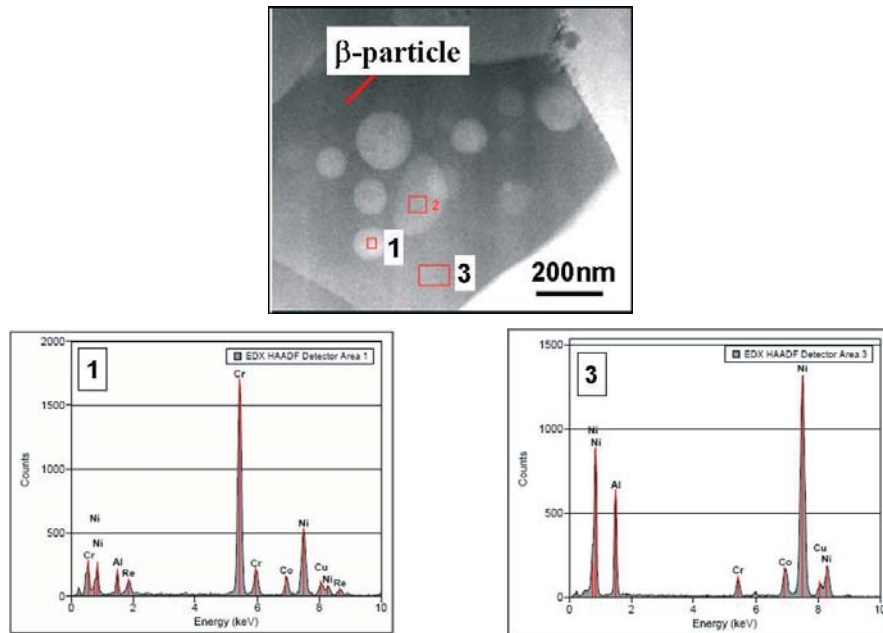 β-particle
2
1
3
200nm
1
EDX HAADF Detector Area 1
2000
1500
1000
500
0
Counts
Cr
Ni
Ni
Cr
Al
Re
Cr
Co
Ni
Cu
Ni
Re
0 2 4 6 8 10
Energy (keV)
3
EDX HAADF Detector Area 3
1500
1000
500
0
Counts
Ni
Ni
Ni
Al
Cr
Co
Cu
Ni
0 2 4 6 8 10
Energy (keV)